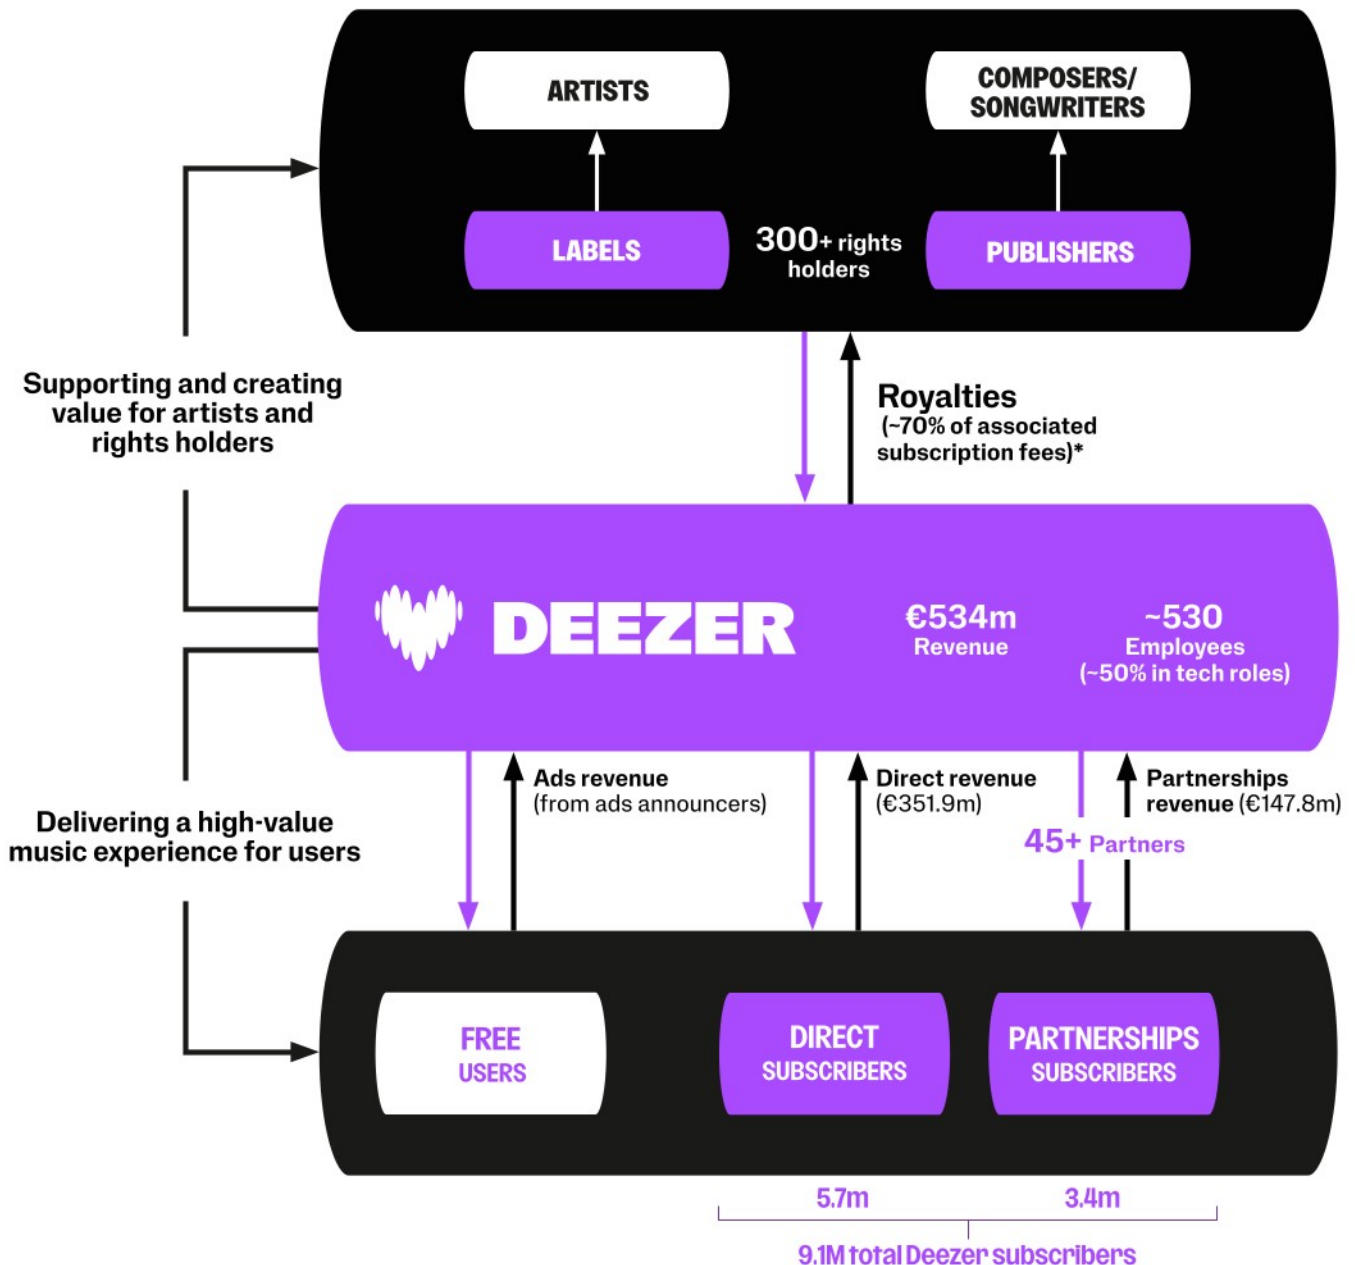 ARTISTS
COMPOSERS/
SONGWRITERS
LABELS
300+ rights
holders
PUBLISHERS
Supporting and creating
value for artists and
rights holders
Royalties
(~70% of associated
subscription fees)*
DEEZER
€534m
Revenue
~530
Employees
(~50% in tech roles)
Delivering a high-value
music experience for users
Ads revenue
(from ads announcers)
Direct revenue
(€351.9m)
Partnerships
revenue (€147.8m)
45+ Partners
FREE
USERS
DIRECT
SUBSCRIBERS
PARTNERSHIPS
SUBSCRIBERS
5.7m
3.4m
9.1M total Deezer subscribers